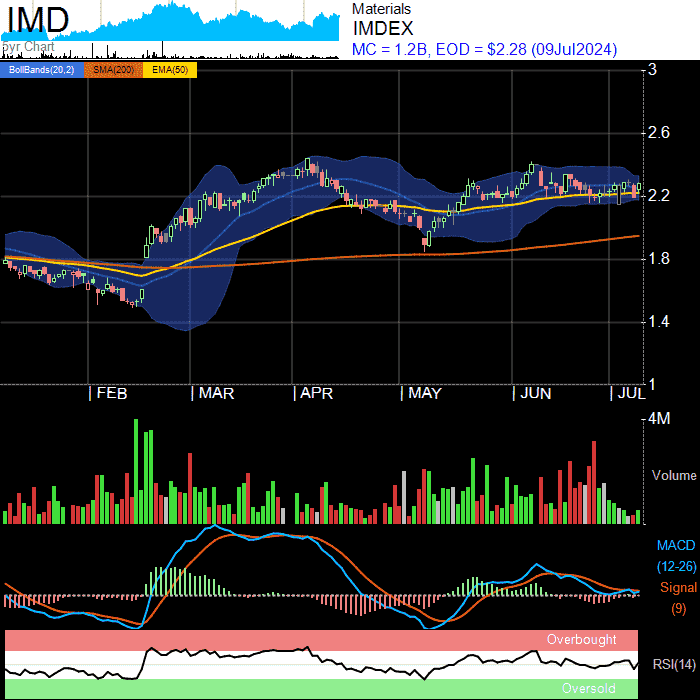 IMD
5yr Chart
Materials
IMDEX
MC = 1.2B, EOD = $2.28 (09Jul2024)
BollBands(20,2) SMA(200) EMA(50)
3
2.6
2.2
1.8
1.4
1
FEB MAR APR MAY JUN JUL
4M
Volume
MACD
(12-26)
Signal
(9)
Overbought
RSI(14)
Oversold